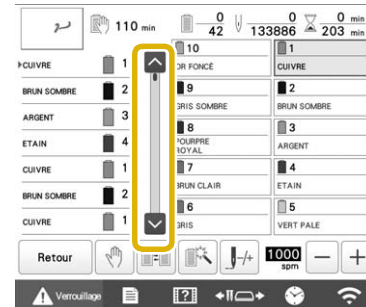 110 min
0
42
0
133886
0 min
203 min
CUIVRE 1
BRUN SOMBRE 2
ARGENT 3
ETAIN 4
CUIVRE 1
BRUN SOMBRE 2
CUIVRE 1
10
OR FONCÉ
9
GRIS SOMBRE
8
POURPRE
ROYAL
7
BRUN CLAIR
6
GRIS
1
CUIVRE
2
BRUN SOMBRE
3
ARGENT
4
ETAIN
5
VERT PALE
Retour
-/+
1000
spm
−
+
Verrouillage